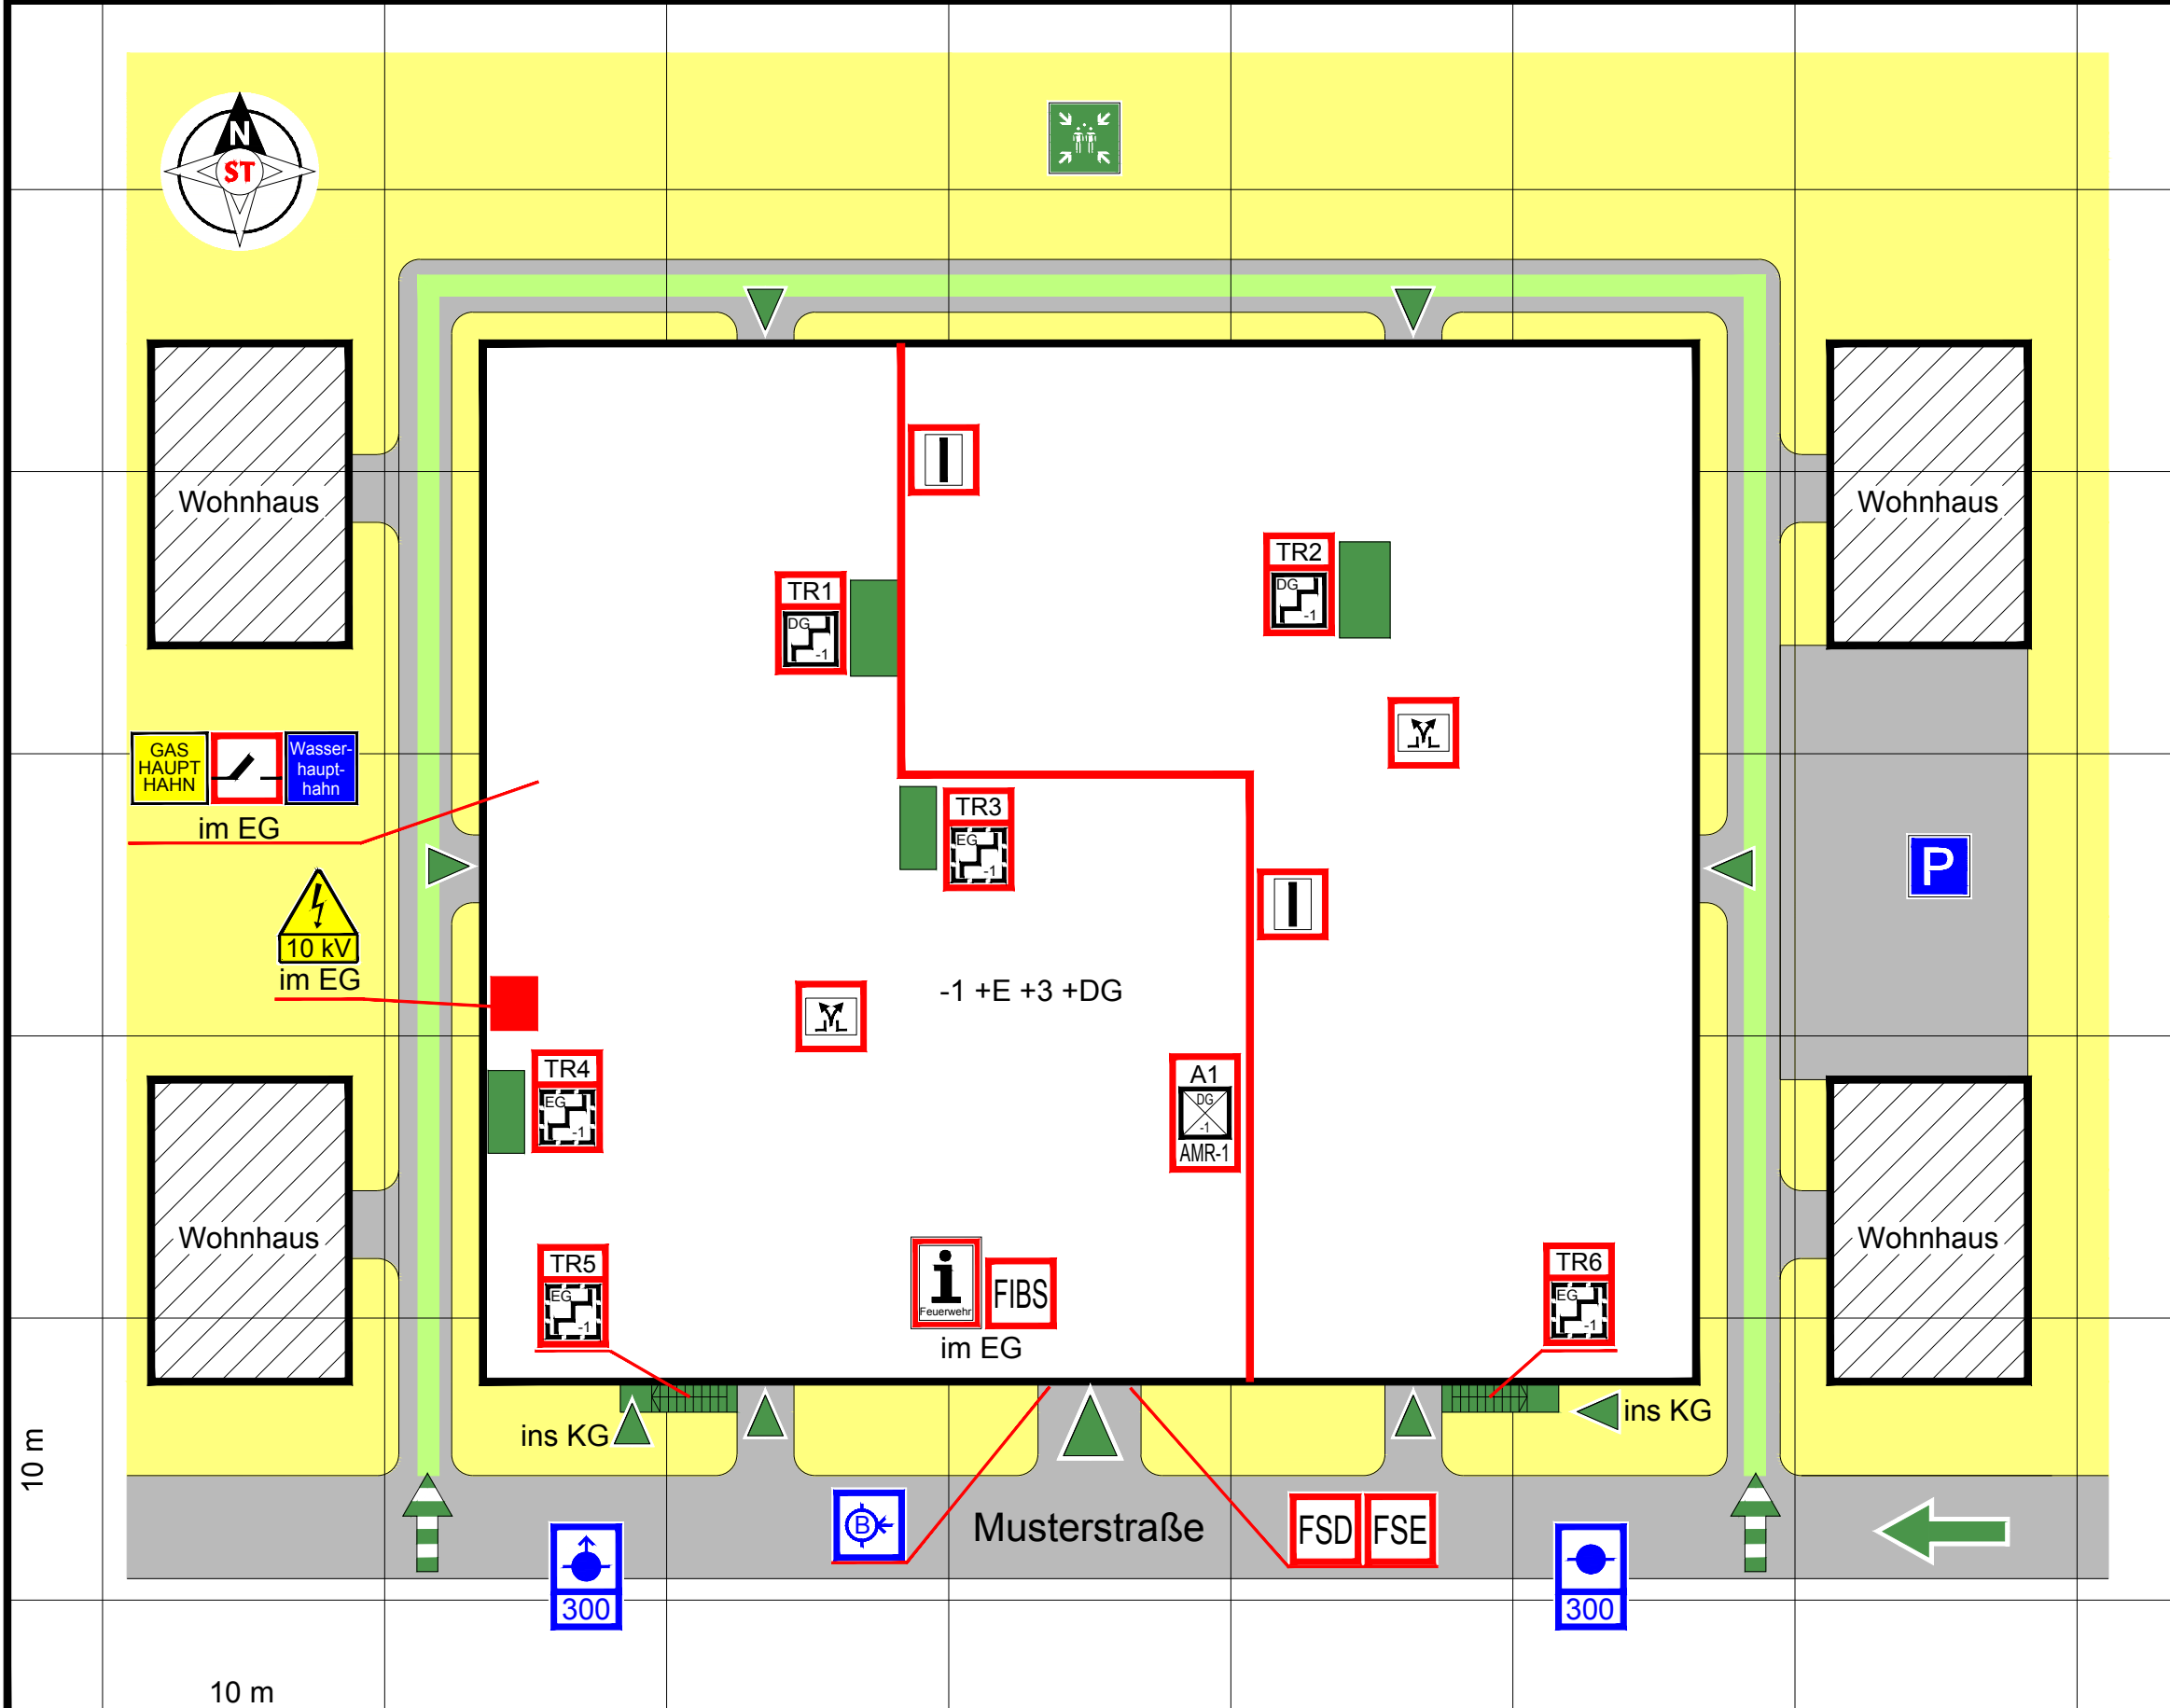 N
ST
Wohnhaus
Wohnhaus
TR1
DG
-1
TR2
DG
-1
GAS
HAUPT
HAHN
Wasser-
haupt-
hahn
im EG
TR3
EG
-1
P
10 kV
im EG
-1 +E +3 +DG
TR4
EG
-1
A1
DG
-1
AMR-1
Wohnhaus
Wohnhaus
TR5
EG
-1
i
Feuerwehr
FIBS
im EG
TR6
EG
-1
ins KG
ins KG
10 m
B
Musterstraße
FSD
FSE
300
300
10 m